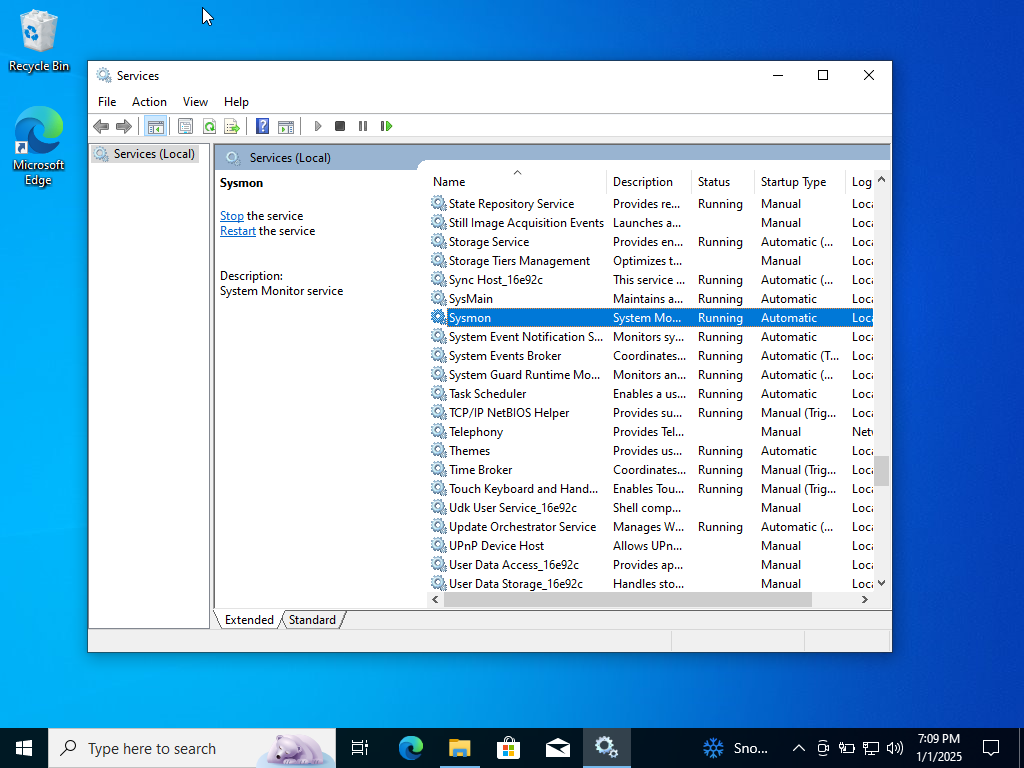 Recycle Bin
Microsoft
Edge
Services
File Action View Help
Services (Local)
Services (Local)
Sysmon
Stop the service
Restart the service
Description:
System Monitor service
Name Description Status Startup Type Log
State Repository Service Provides re... Running Manual Loca
Still Image Acquisition Events Launches a... Manual Loca
Storage Service Provides en... Running Automatic (... Loca
Storage Tiers Management Optimizes t... Manual Loca
Sync Host_16e92c This service ... Running Automatic (... Loca
SysMain Maintains a... Running Automatic Loca
Sysmon System Mo... Running Automatic Loca
System Event Notification S... Monitors sy... Running Automatic Loca
System Events Broker Coordinates... Running Automatic (T... Loca
System Guard Runtime Mo... Monitors an... Running Automatic (... Loca
Task Scheduler Enables a us... Running Automatic Loca
TCP/IP NetBIOS Helper Provides su... Running Manual (Trig... Loca
Telephony Provides Tel... Manual Netv
Themes Provides us... Running Automatic Loca
Time Broker Coordinates... Running Manual (Trig... Loca
Touch Keyboard and Hand... Enables Tou... Running Manual (Trig... Loca
Udk User Service_16e92c Shell comp... Manual Loca
Update Orchestrator Service Manages W... Running Automatic (... Loca
UPnP Device Host Allows UPn... Manual Loca
User Data Access_16e92c Provides ap... Manual Loca
User Data Storage_16e92c Handles sto... Manual Loca
Extended Standard
Type here to search
Sno...
7:09 PM
1/1/2025